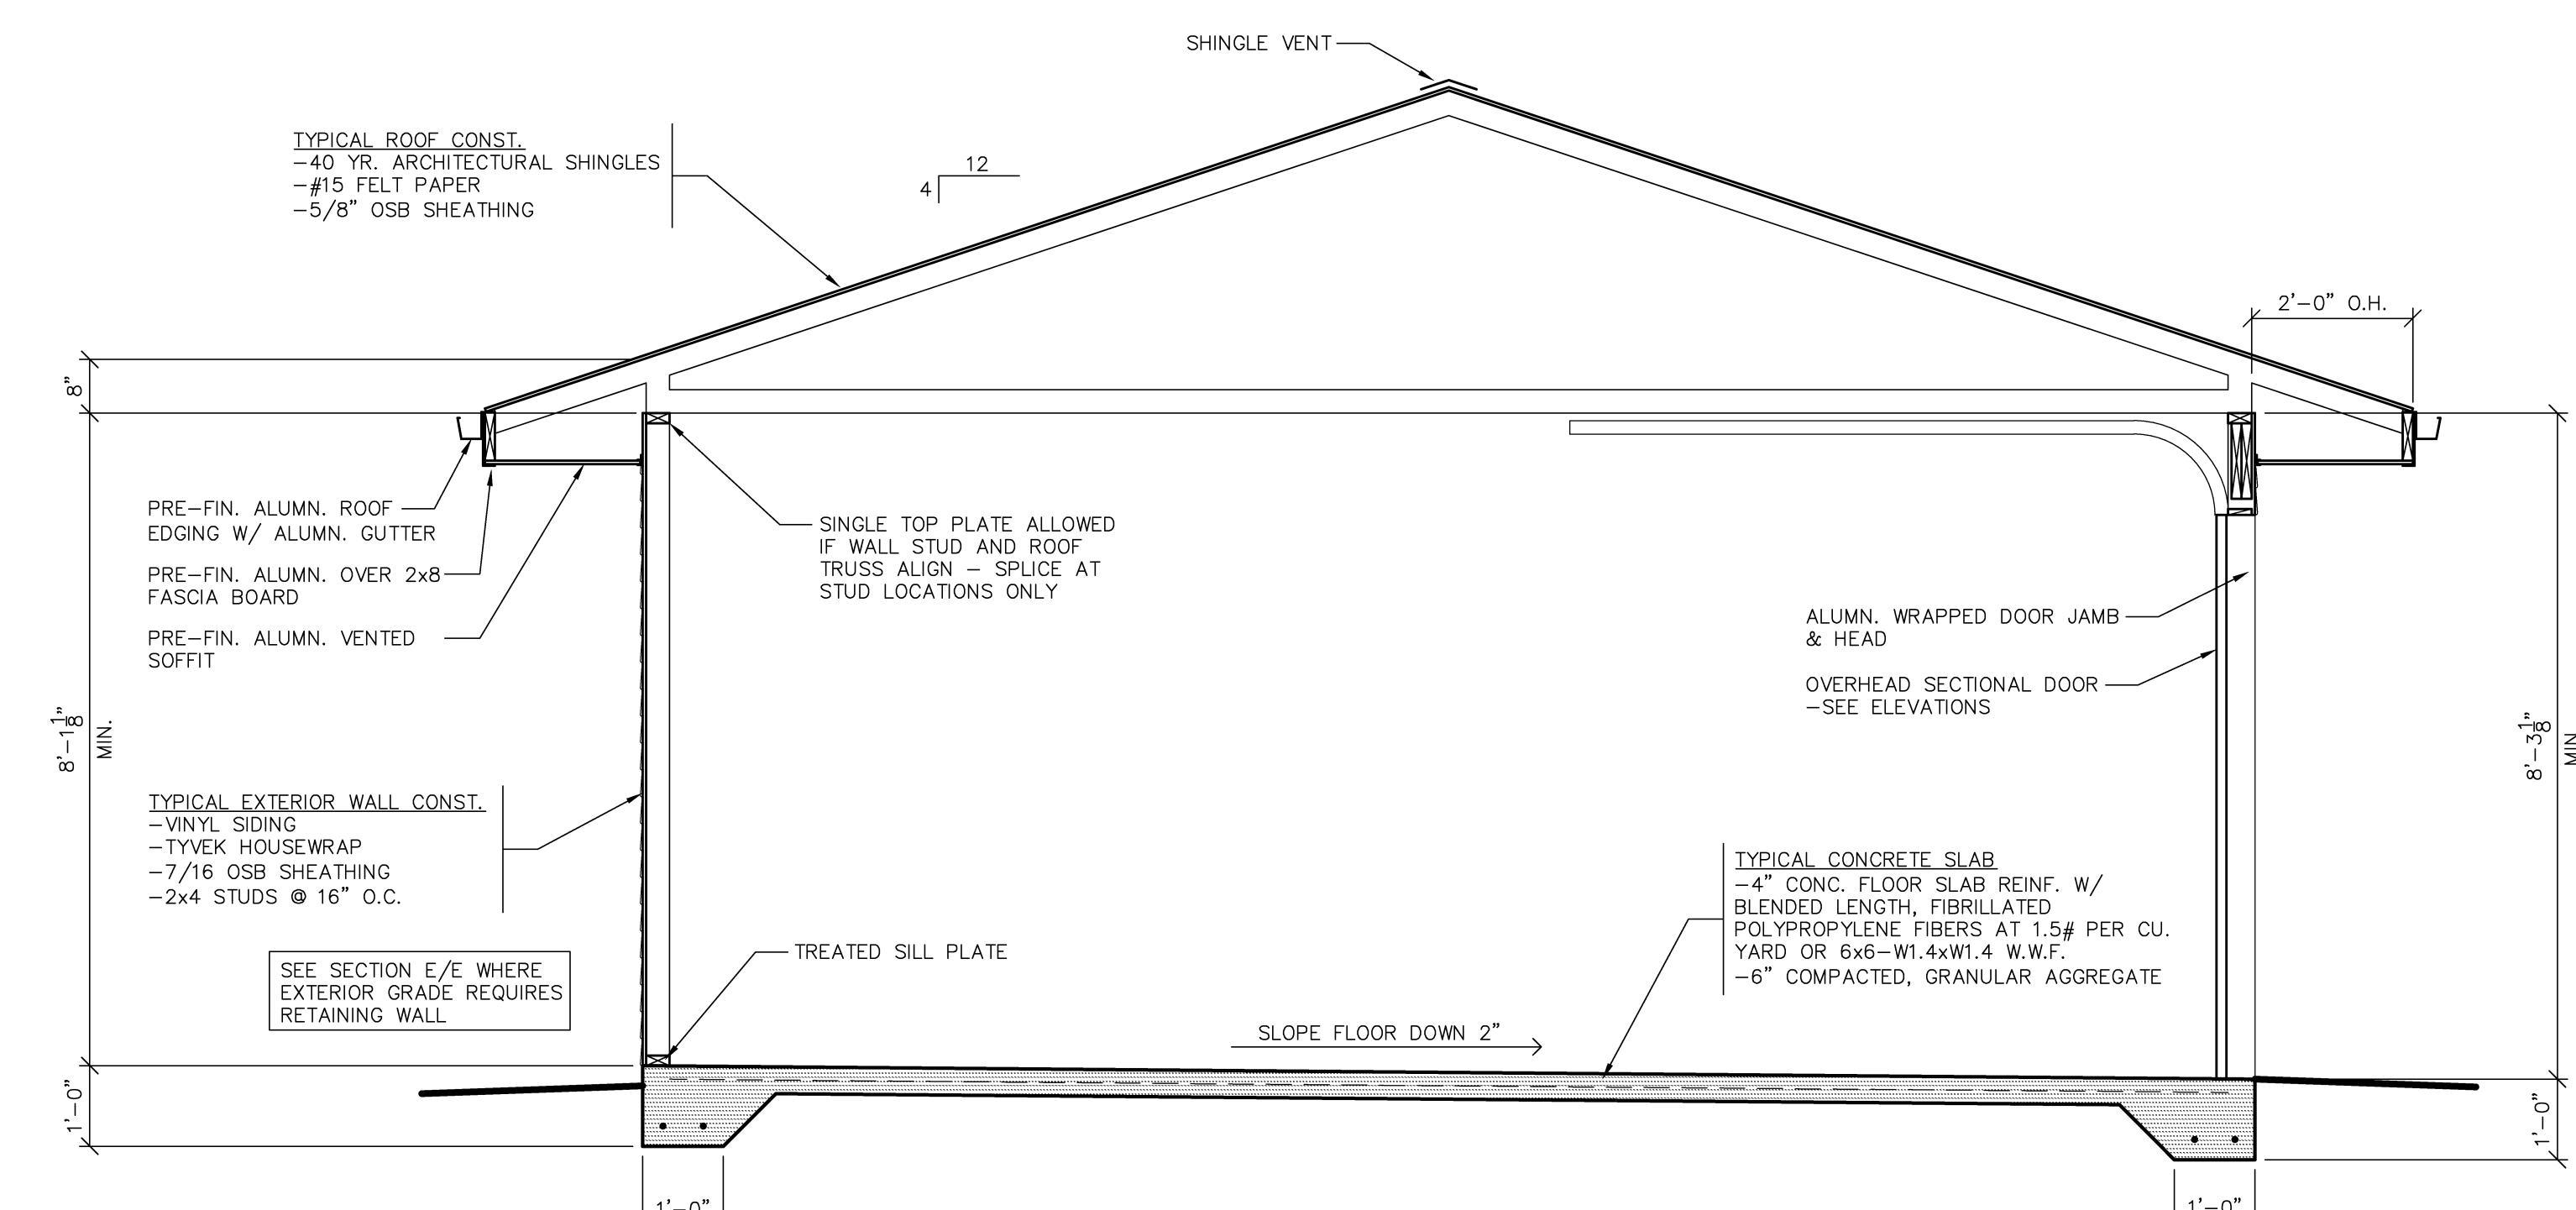 SHINGLE VENT
TYPICAL ROOF CONST.
-40 YR. ARCHITECTURAL SHINGLES
-#15 FELT PAPER
-5/8" OSB SHEATHING
12
4
2'-0" O.H.
8"
PRE-FIN. ALUMN. ROOF
EDGING W/ ALUMN. GUTTER
PRE-FIN. ALUMN. OVER 2x8
FASCIA BOARD
PRE-FIN. ALUMN. VENTED
SOFFIT
SINGLE TOP PLATE ALLOWED
IF WALL STUD AND ROOF
TRUSS ALIGN - SPLICE AT
STUD LOCATIONS ONLY
ALUMN. WRAPPED DOOR JAMB
& HEAD
OVERHEAD SECTIONAL DOOR
-SEE ELEVATIONS
8'-1 1/8"
MIN.
8'-3 1/8"
MIN
TYPICAL EXTERIOR WALL CONST.
-VINYL SIDING
-TYVEK HOUSEWRAP
-7/16 OSB SHEATHING
-2x4 STUDS @ 16" O.C.
TYPICAL CONCRETE SLAB
-4" CONC. FLOOR SLAB REINF. W/
BLENDED LENGTH, FIBRILLATED
POLYPROPYLENE FIBERS AT 1.5# PER CU.
YARD OR 6x6-W1.4xW1.4 W.W.F.
-6" COMPACTED, GRANULAR AGGREGATE
TREATED SILL PLATE
SEE SECTION E/E WHERE
EXTERIOR GRADE REQUIRES
RETAINING WALL
SLOPE FLOOR DOWN 2"
1'-0"
1'-0"
1'-0"
1'-0"